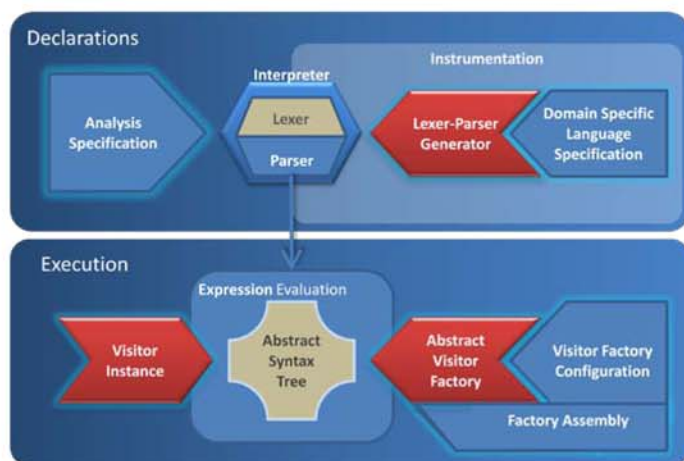 Declarations
Instrumentation
Interpreter
Analysis
Specification
Lexer
Parser
Lexer-Parser
Generator
Domain Specific
Language
Specification
Execution
Expression Evaluation
Visitor
Instance
Abstract
Syntax
Tree
Abstract
Visitor
Factory
Visitor Factory
Configuration
Factory Assembly